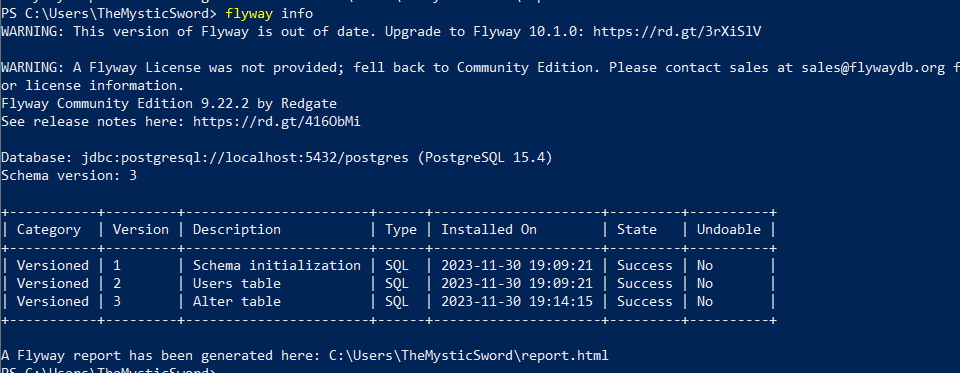 PS C:\Users\TheMysticSword> flyway info
WARNING: This version of Flyway is out of date. Upgrade to Flyway 10.1.0: https://rd.gt/3rXiSlV
WARNING: A Flyway License was not provided; fell back to Community Edition. Please contact sales at sales@flywaydb.org f
or license information.
Flyway Community Edition 9.22.2 by Redgate
See release notes here: https://rd.gt/416ObMi
Database: jdbc:postgresql://localhost:5432/postgres (PostgreSQL 15.4)
Schema version: 3
+-----------+---------+-----------------------+------+---------------------+---------+----------+
| Category  | Version | Description           | Type | Installed On        | State   | Undoable |
+-----------+---------+-----------------------+------+---------------------+---------+----------+
| Versioned | 1       | Schema initialization | SQL  | 2023-11-30 19:09:21 | Success | No       |
| Versioned | 2       | Users table           | SQL  | 2023-11-30 19:09:21 | Success | No       |
| Versioned | 3       | Alter table           | SQL  | 2023-11-30 19:14:15 | Success | No       |
+-----------+---------+-----------------------+------+---------------------+---------+----------+
A Flyway report has been generated here: C:\Users\TheMysticSword\report.html
PS C:\Users\TheMysticSword>